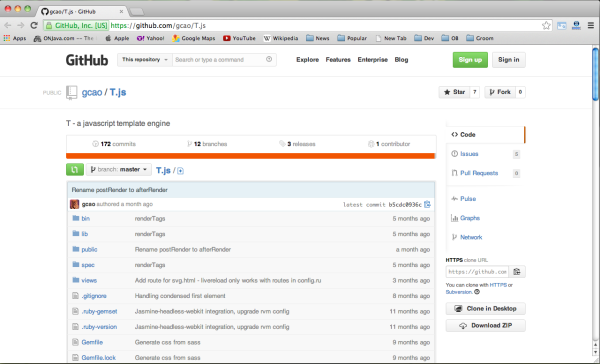 gcao/T.js · GitHub
GitHub, Inc. [US] https://github.com/gcao/T.js
ONJava.com -- The... Apple Yahoo! Google Maps YouTube Wikipedia News Popular New Tab Dev OB Groom
GitHub This repository Search or type a command Explore Features Enterprise Blog Sign up Sign in
PUBLIC gcao / T.js Star 7 Fork 0
T - a javascript template engine
172 commits 12 branches 3 releases 1 contributor
branch: master T.js /
Rename postRender to afterRender
gcao authored a month ago latest commit b5cdc0936c
bin renderTags 5 months ago
lib renderTags 5 months ago
public Rename postRender to afterRender a month ago
spec renderTags 5 months ago
views Add route for svg.html - livereload only works with routes in config.ru 3 months ago
.gitignore Handling condensed first element 8 months ago
.ruby-gemset Jasmine-headless-webkit integration, upgrade rvm config 11 months ago
.ruby-version Jasmine-headless-webkit integration, upgrade rvm config 11 months ago
Gemfile Generate css from sass 5 months ago
Gemfile.lock Generate css from sass 5 months ago
Code
Issues 5
Pull Requests 0
Pulse
Graphs
Network
HTTPS clone URL
https://github.com
You can clone with HTTPS or
Subversion.
Clone in Desktop
Download ZIP